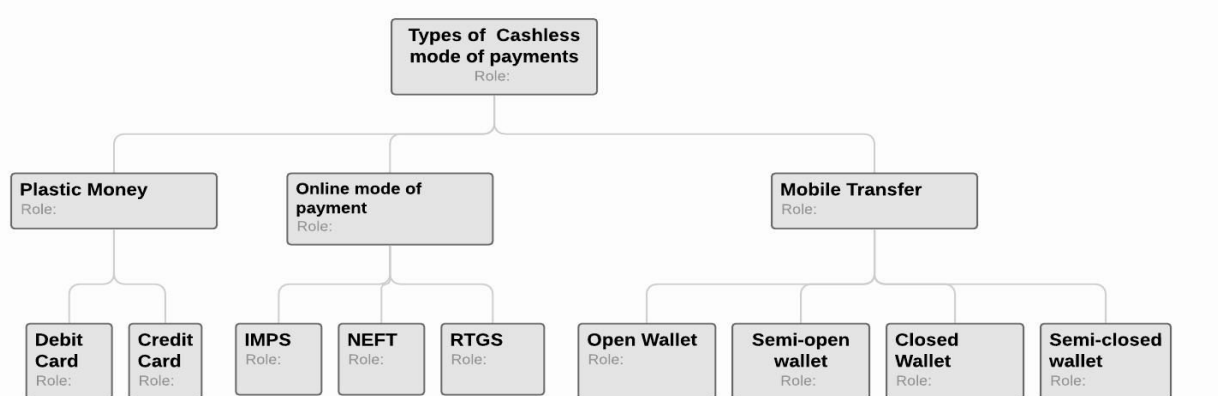 Types of Cashless
mode of payments
Role:
Plastic Money
Role:
Online mode of
payment
Role:
Mobile Transfer
Role:
Debit
Card
Role:
Credit
Card
Role:
IMPS
Role:
NEFT
Role:
RTGS
Role:
Open Wallet
Role:
Semi-open
wallet
Role:
Closed
Wallet
Role:
Semi-closed
wallet
Role: